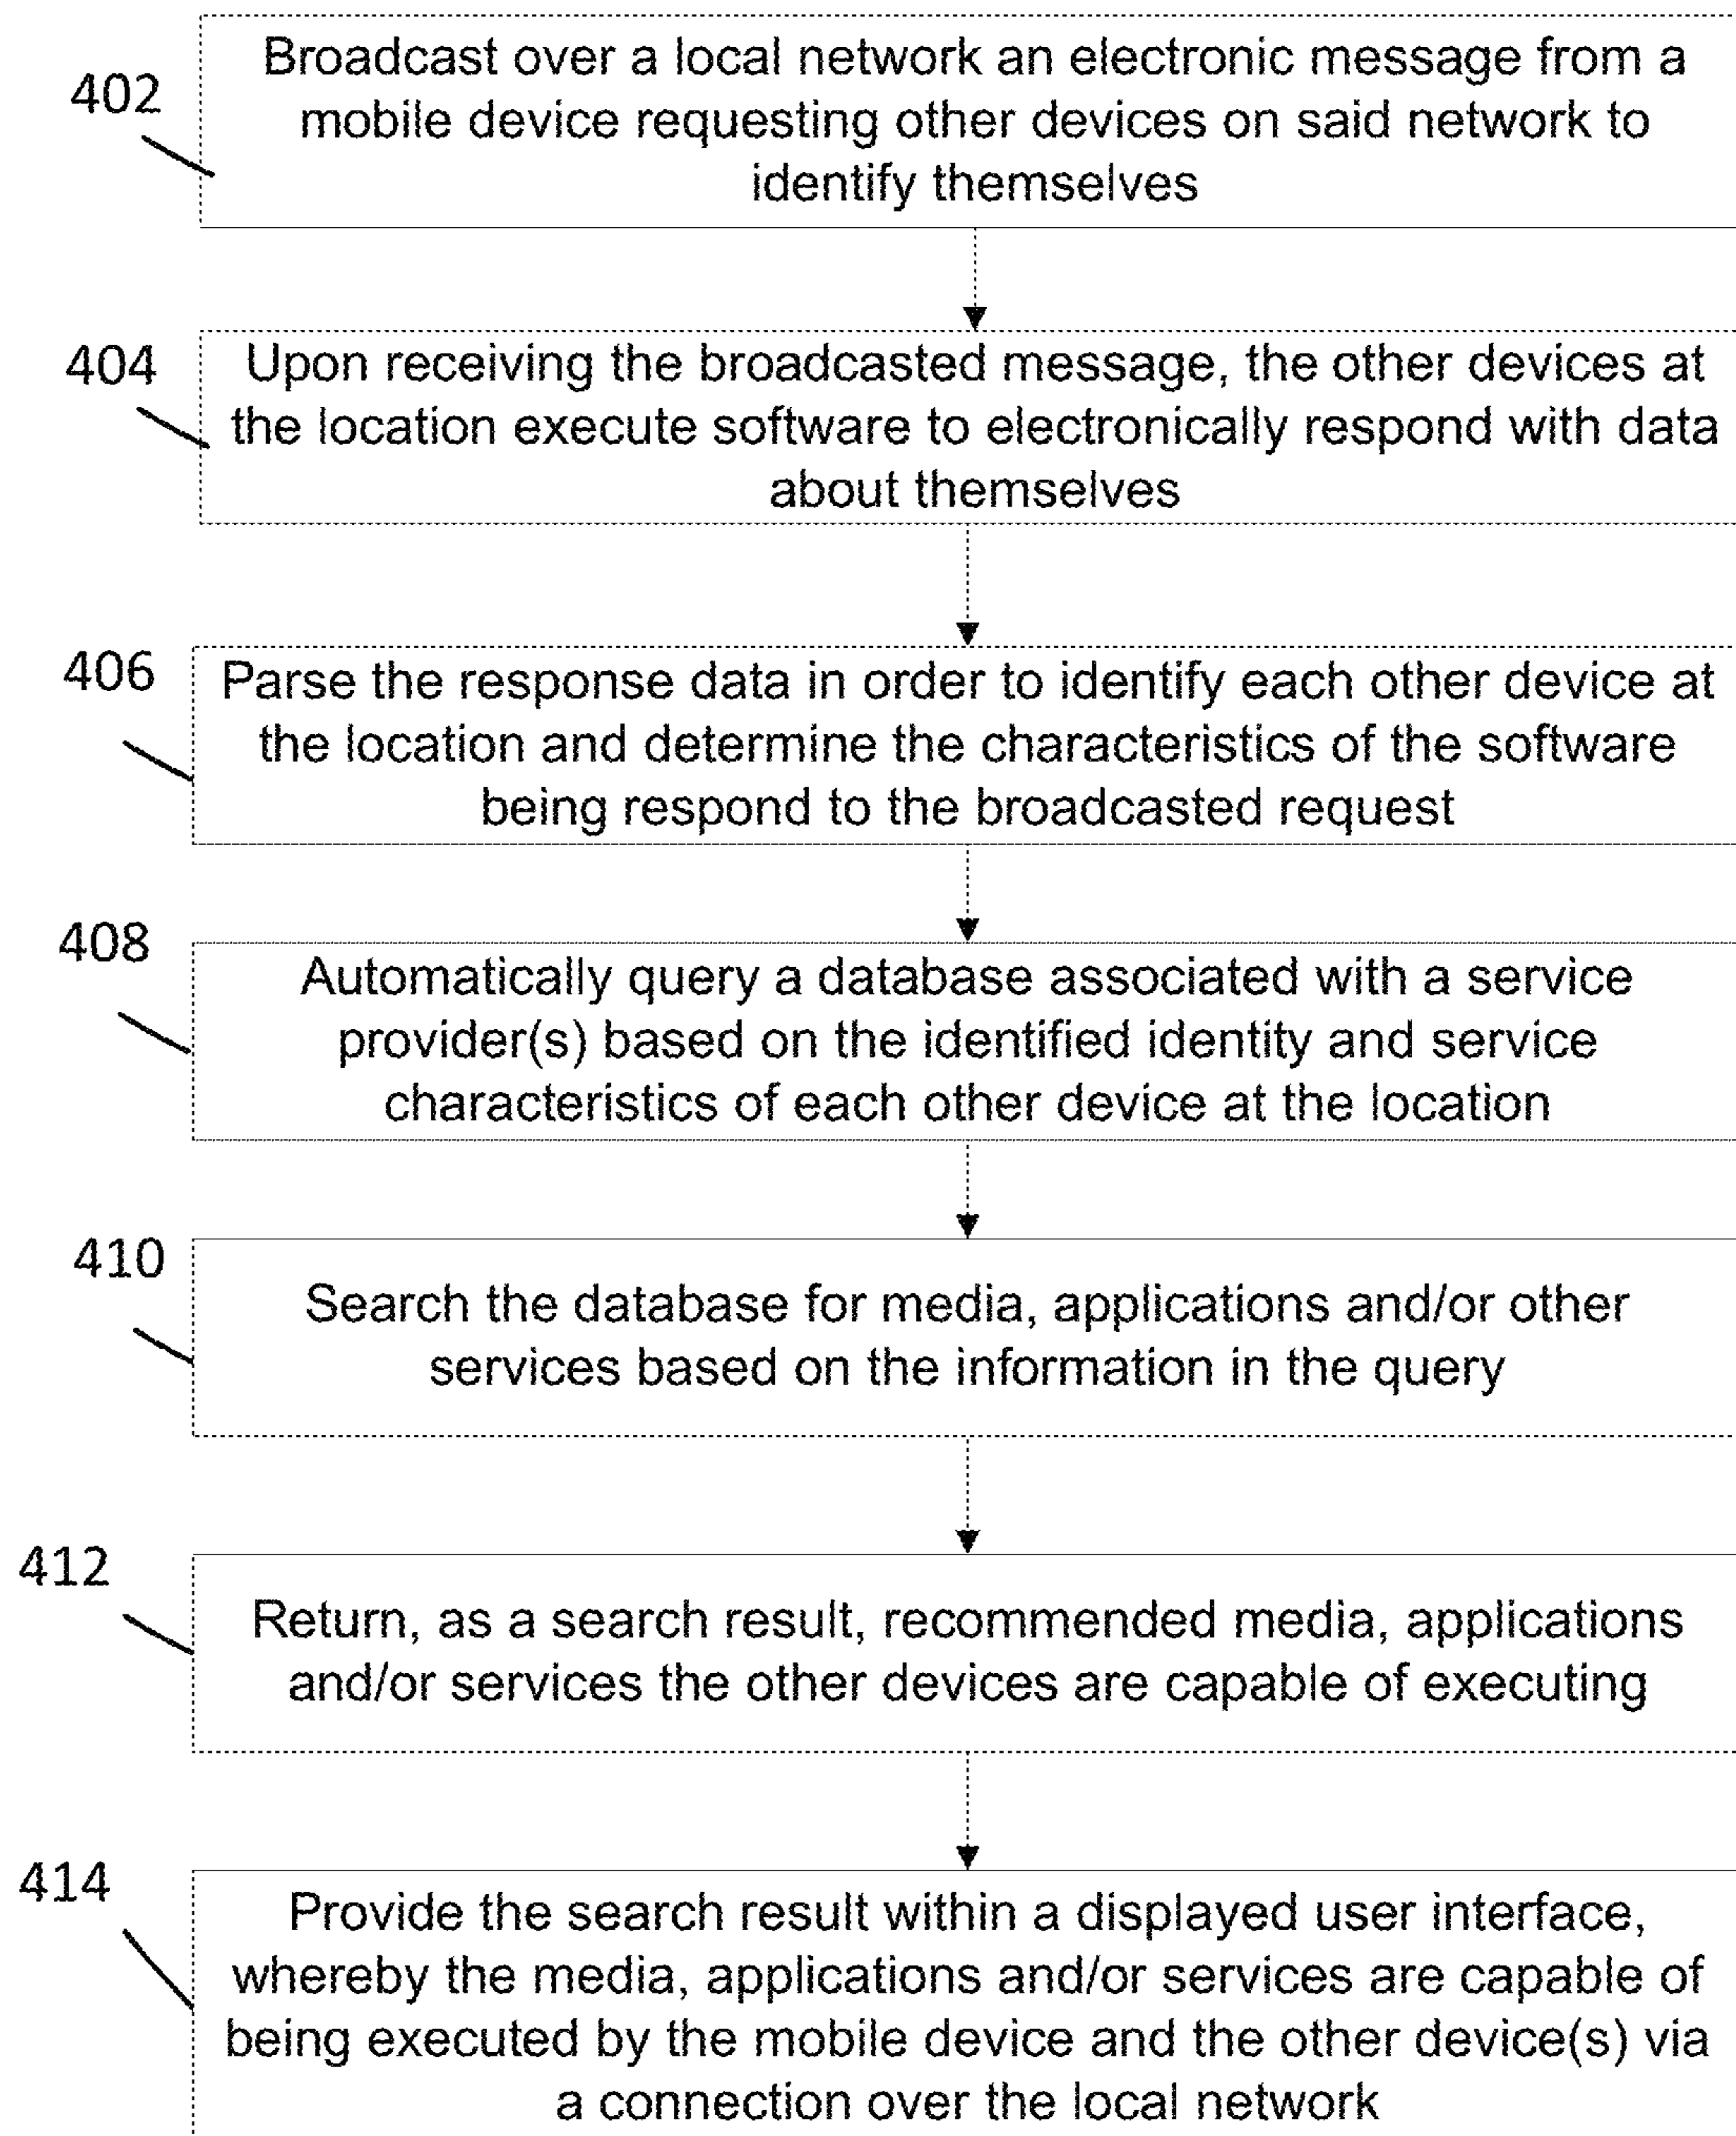 402
Broadcast over a local network an electronic message from a
mobile device requesting other devices on said network to
identify themselves
404
Upon receiving the broadcasted message, the other devices at
the location execute software to electronically respond with data
about themselves
406
Parse the response data in order to identify each other device at
the location and determine the characteristics of the software
being respond to the broadcasted request
408
Automatically query a database associated with a service
provider(s) based on the identified identity and service
characteristics of each other device at the location
410
Search the database for media, applications and/or other
services based on the information in the query
412
Return, as a search result, recommended media, applications
and/or services the other devices are capable of executing
414
Provide the search result within a displayed user interface,
whereby the media, applications and/or services are capable of
being executed by the mobile device and the other device(s) via
a connection over the local network